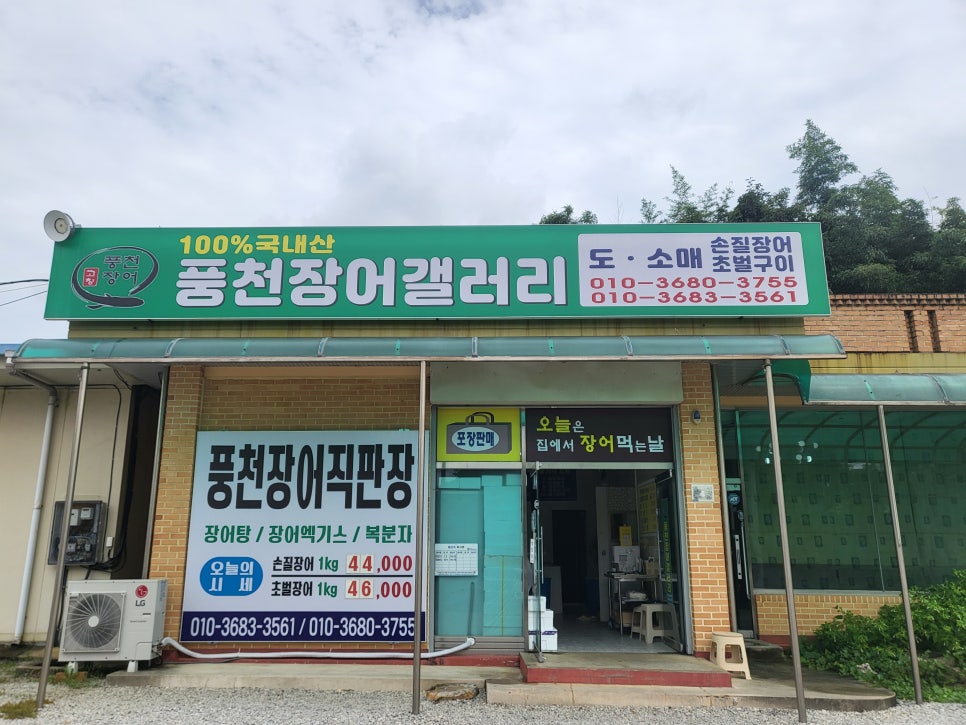 100%국내산
풍천장어갤러리
고창
풍천
장어
도·소매 손질장어
초벌구이
010-3680-3755
010-3683-3561
포장판매
오늘은
집에서 장어먹는날
풍천장어직판장
장어탕 / 장어엑기스 / 복분자
오늘의
시세
손질장어 1kg 44,000
초벌장어 1kg 46,000
010-3683-3561 / 010-3680-3755
LG
ADT